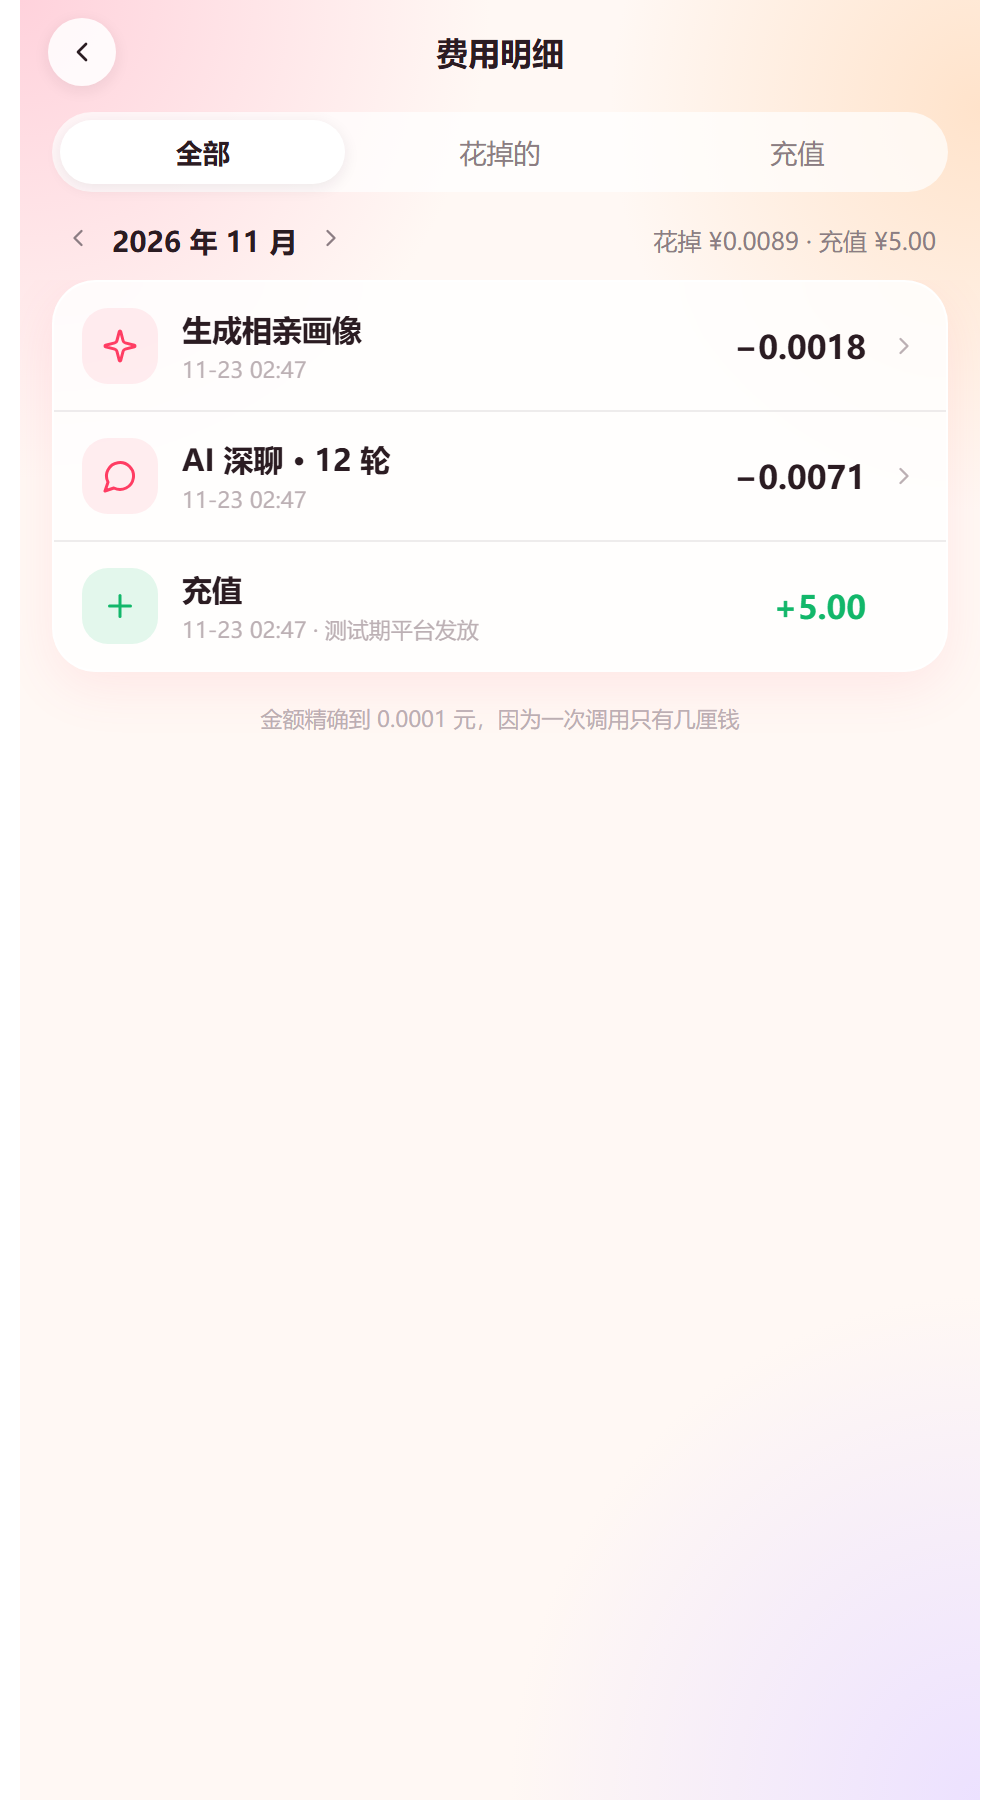 费用明细
全部
花掉的
充值
2026 年 11 月
花掉 ¥0.0089 · 充值 ¥5.00
生成相亲画像
−0.0018
11-23 02:47
AI 深聊 · 12 轮
−0.0071
11-23 02:47
充值
+5.00
11-23 02:47 · 测试期平台发放
金额精确到 0.0001 元，因为一次调用只有几厘钱